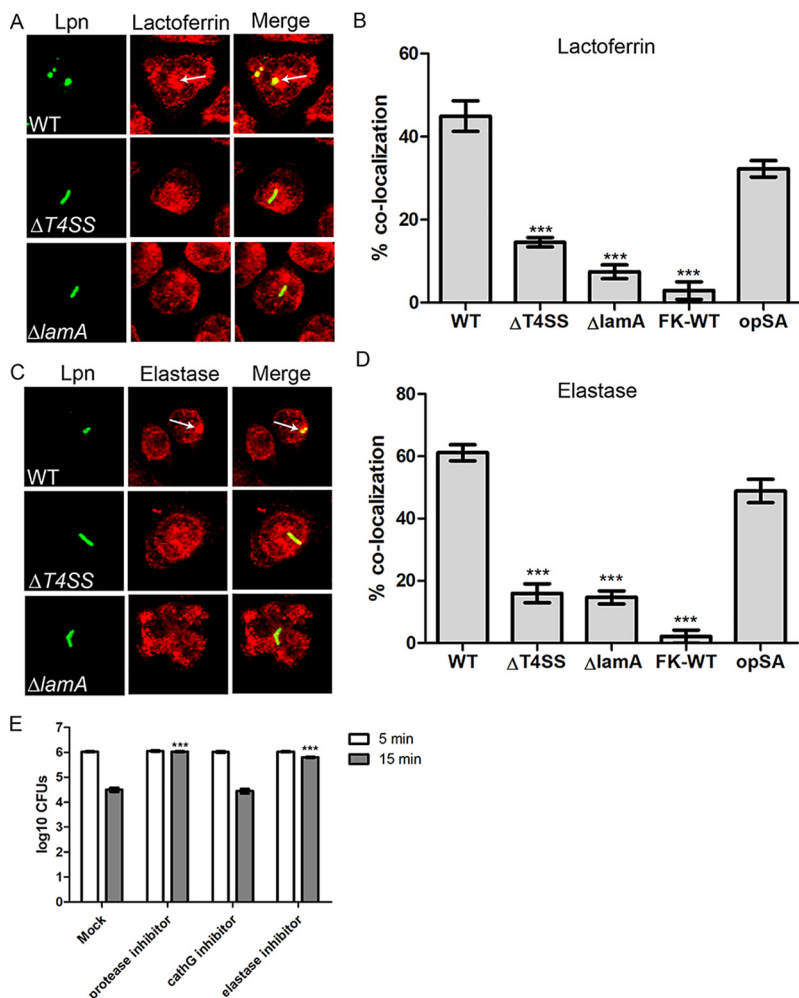 A
Lpn Lactoferrin Merge
WT
ΔT4SS
ΔlamA
B
Lactoferrin
% co-localization
60
40
20
0
***
***
***
WT ΔT4SS ΔlamA FK-WT opSA
C
Lpn Elastase Merge
WT
ΔT4SS
ΔlamA
D
Elastase
% co-localization
80
60
40
20
0
***
***
***
WT ΔT4SS ΔlamA FK-WT opSA
E
log10 CFUs
7
6
5
4
3
2
1
0
***
***
5 min
15 min
Mock
protease inhibitor
cathG inhibitor
elastase inhibitor